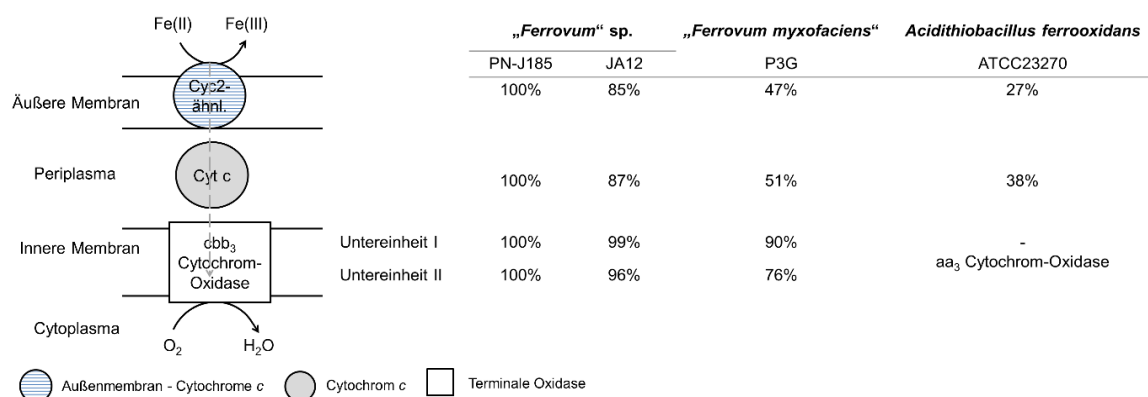 Fe(II) Fe(III)
„Ferrovum“ sp. „Ferrovum myxofaciens“ Acidithiobacillus ferrooxidans
PN-J185 JA12 P3G ATCC23270
Äußere Membran
Cyc2-
ähnl.
100% 85% 47% 27%
Periplasma
Cyt c
100% 87% 51% 38%
Innere Membran
cbb₃
Cytochrom-
Oxidase
Untereinheit I 100% 99% 90% -
aa₃ Cytochrom-Oxidase
Untereinheit II 100% 96% 76%
Cytoplasma
O₂ H₂O
Außenmembran - Cytochrome c Cytochrom c Terminale Oxidase